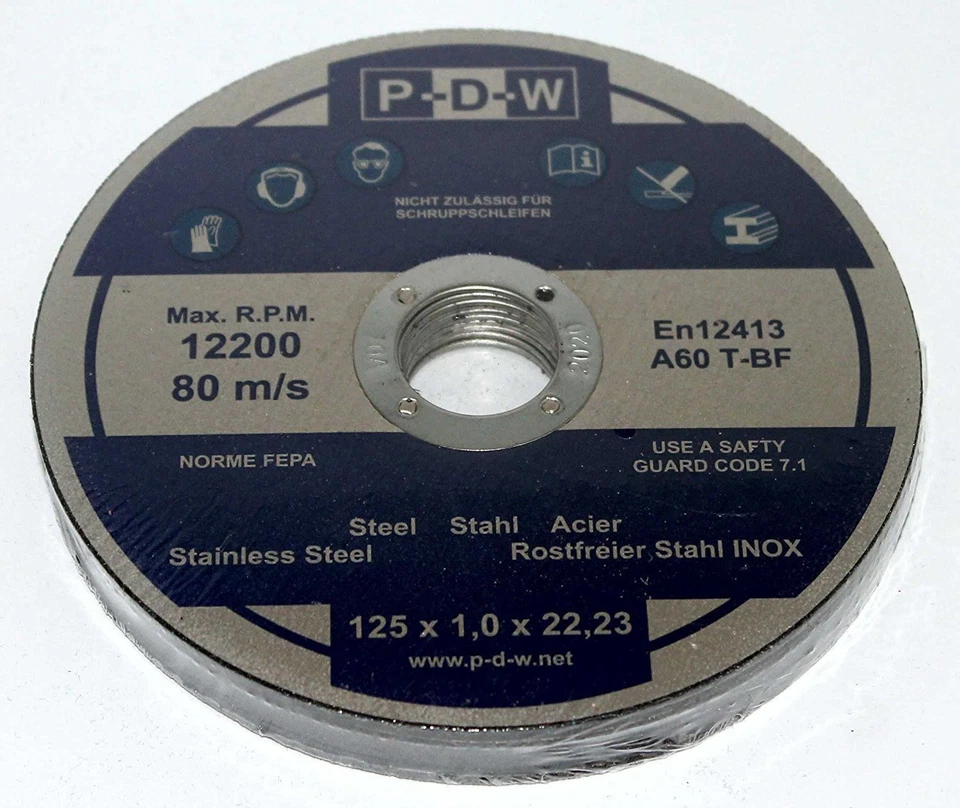 P-D-W
NICHT ZULÄSSIG FÜR
SCHRUPPSCHLEIFEN
Max. R.P.M.
12200
80 m/s
En12413
A60 T-BF
NORME FEPA
USE A SAFTY
GUARD CODE 7.1
Steel Stahl Acier
Stainless Steel Rostfreier Stahl INOX
125 x 1,0 x 22,23
www.p-d-w.net